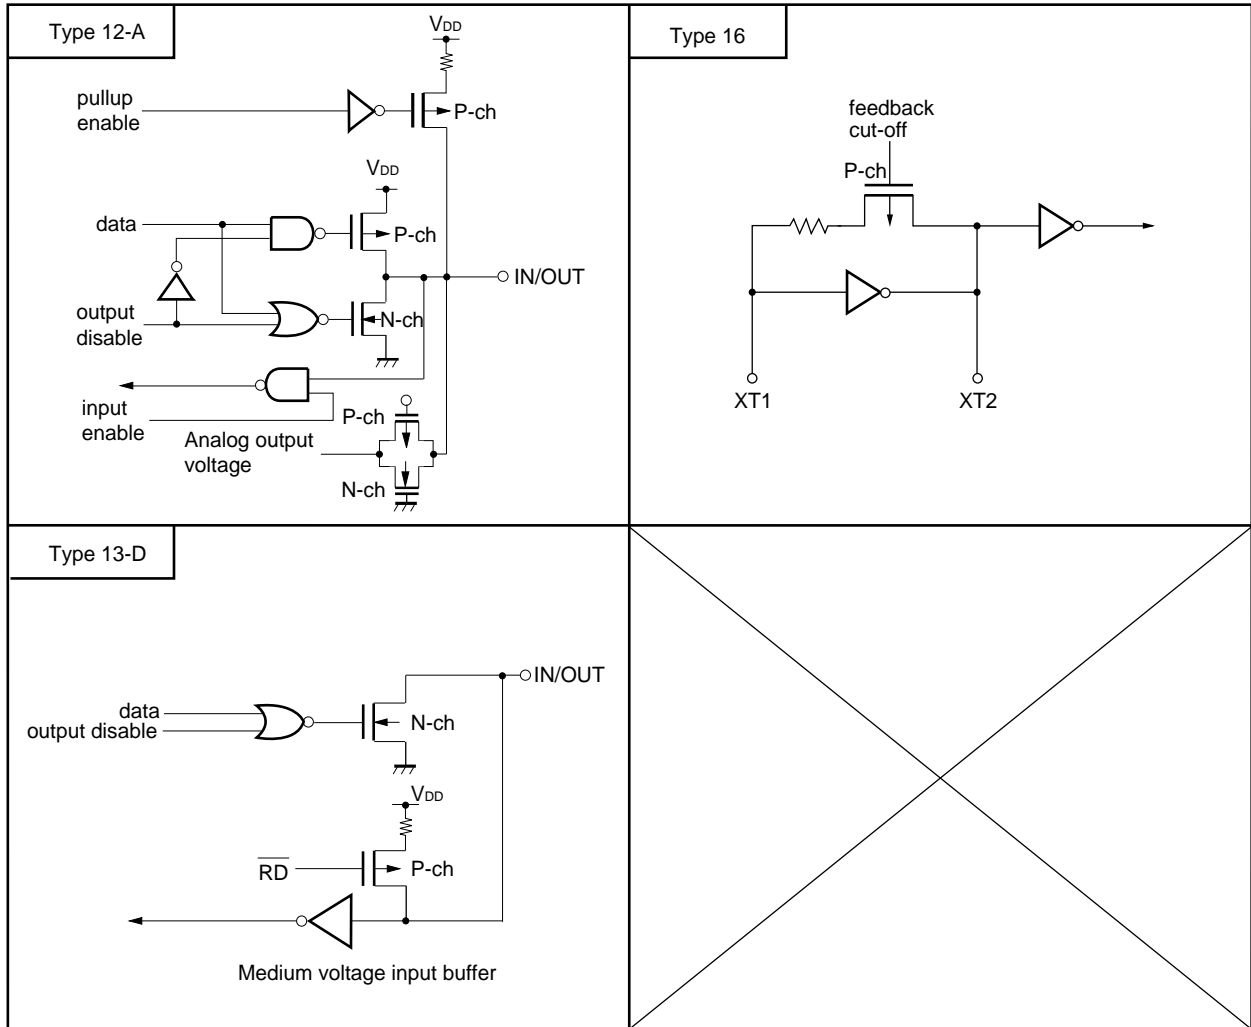 Type 12-A
VDD
pullup
enable
P-ch
VDD
data
P-ch
IN/OUT
output
disable
N-ch
input
enable
P-ch
Analog output
voltage
N-ch
Type 16
feedback
cut-off
P-ch
XT1
XT2
Type 13-D
IN/OUT
data
output disable
N-ch
VDD
RD
P-ch
Medium voltage input buffer